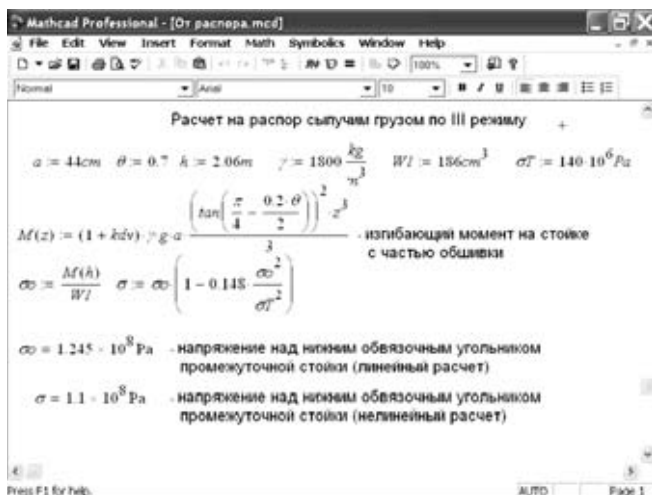 Mathcad Professional - [От распора.mcd]
File Edit View Insert Format Math Symbolics Window Help
100%
Normal Arial 10 B I U
Расчет на распор сыпучим грузом по III режиму
a := 44cm θ := 0.7 h := 2.06m γ := 1800 kg/m³ W1 := 186cm³ σT := 140·10⁶Pa
M(z) := (1 + kdv)·γ·g·a·(tan(π/4 − 0.2·θ/2))²·z³/3 - изгибающий момент на стойке
с частью обшивки
σo := M(h)/W1 σ := σo·(1 − 0.148·σo²/σT²)
σo = 1.245 · 10⁸ Pa - напряжение над нижним обвязочным угольником
промежуточной стойки (линейный расчет)
σ = 1.1 · 10⁸ Pa - напряжение над нижним обвязочным угольником
промежуточной стойки (нелинейный расчет)
Press F1 for help. AUTO Page 1